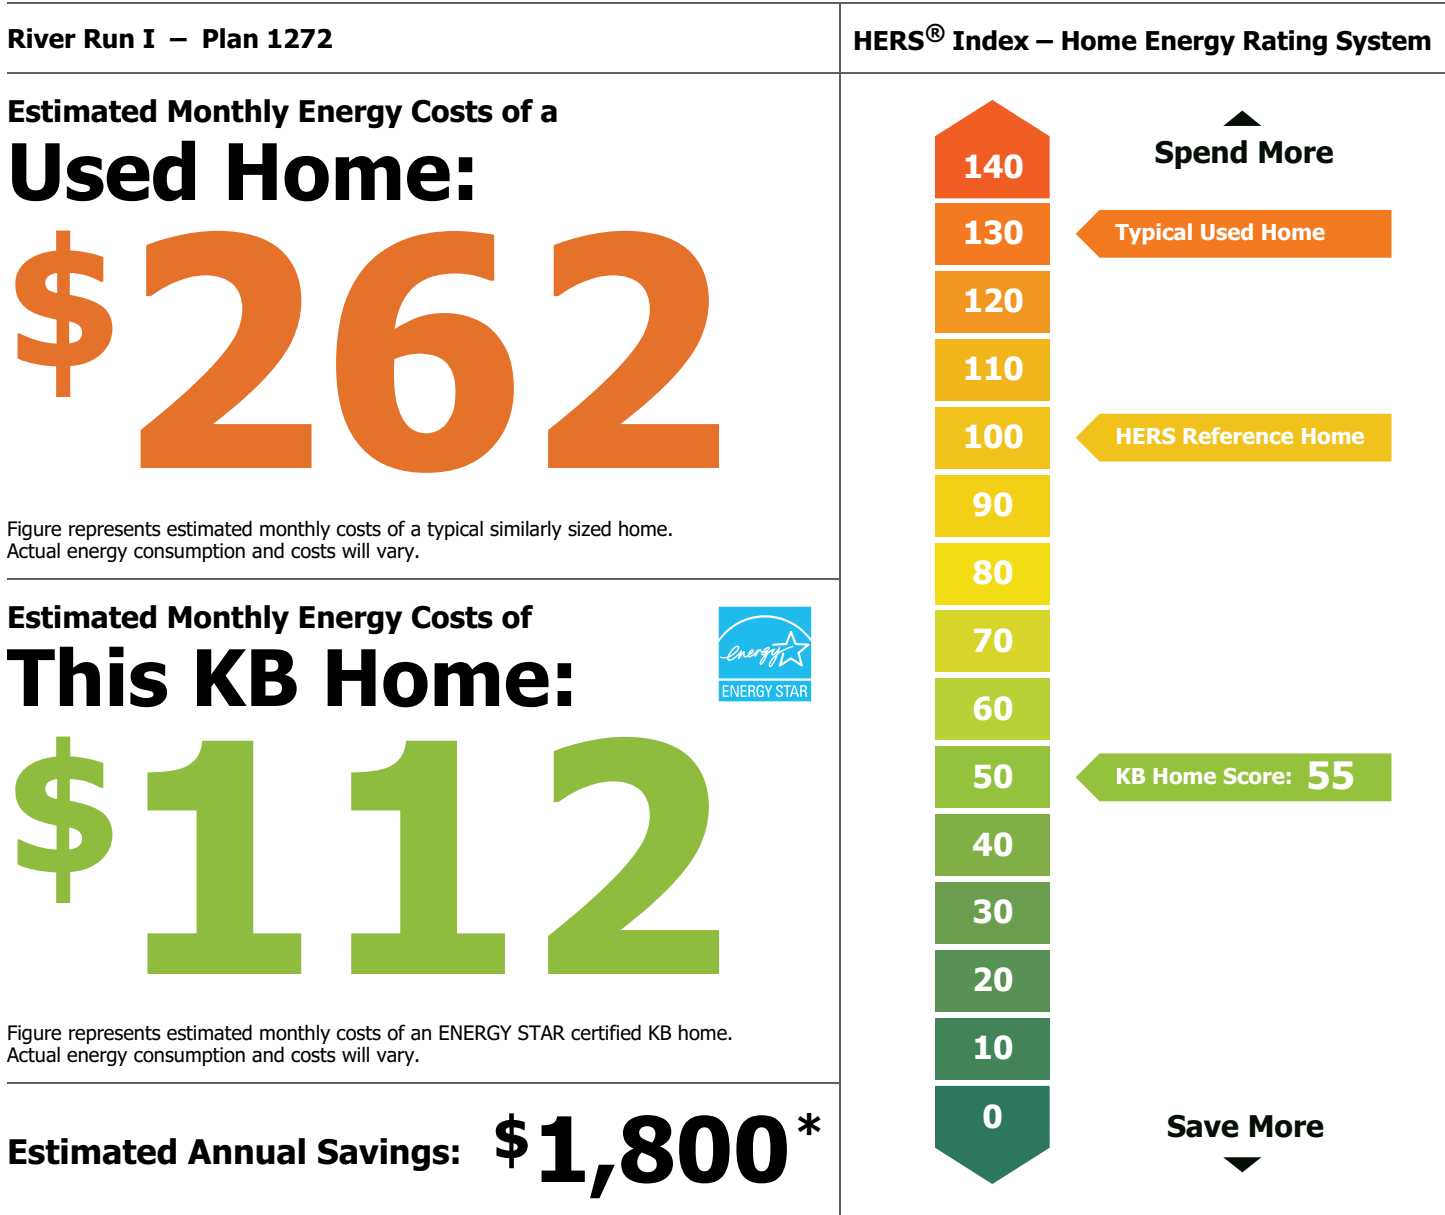 River Run I – Plan 1272
Estimated Monthly Energy Costs of a
Used Home:
$262
Figure represents estimated monthly costs of a typical similarly sized home.
Actual energy consumption and costs will vary.
Estimated Monthly Energy Costs of
This KB Home:
energy
ENERGY STAR
$112
Figure represents estimated monthly costs of an ENERGY STAR certified KB home.
Actual energy consumption and costs will vary.
Estimated Annual Savings: $1,800*
HERS® Index – Home Energy Rating System
Spend More
140
130
Typical Used Home
120
110
100
HERS Reference Home
90
80
70
60
50
KB Home Score: 55
40
30
20
10
0
Save More